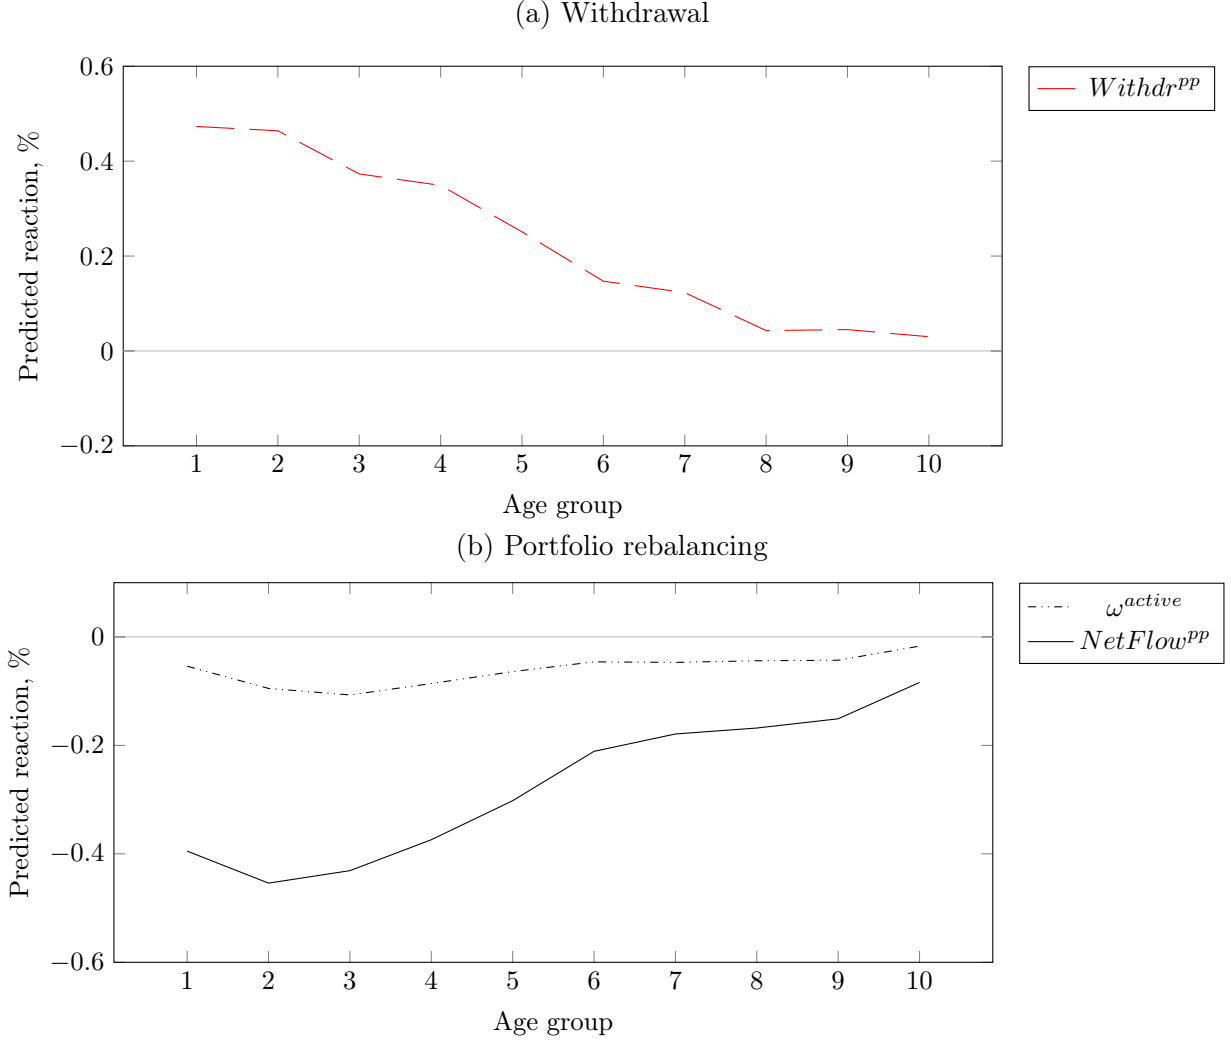 (a) Withdrawal
0.6
0.4
0.2
0
−0.2
Predicted reaction, %
1 2 3 4 5 6 7 8 9 10
Age group
Withdr^{pp}
(b) Portfolio rebalancing
0
−0.2
−0.4
−0.6
Predicted reaction, %
1 2 3 4 5 6 7 8 9 10
Age group
ω^{active}
NetFlow^{pp}